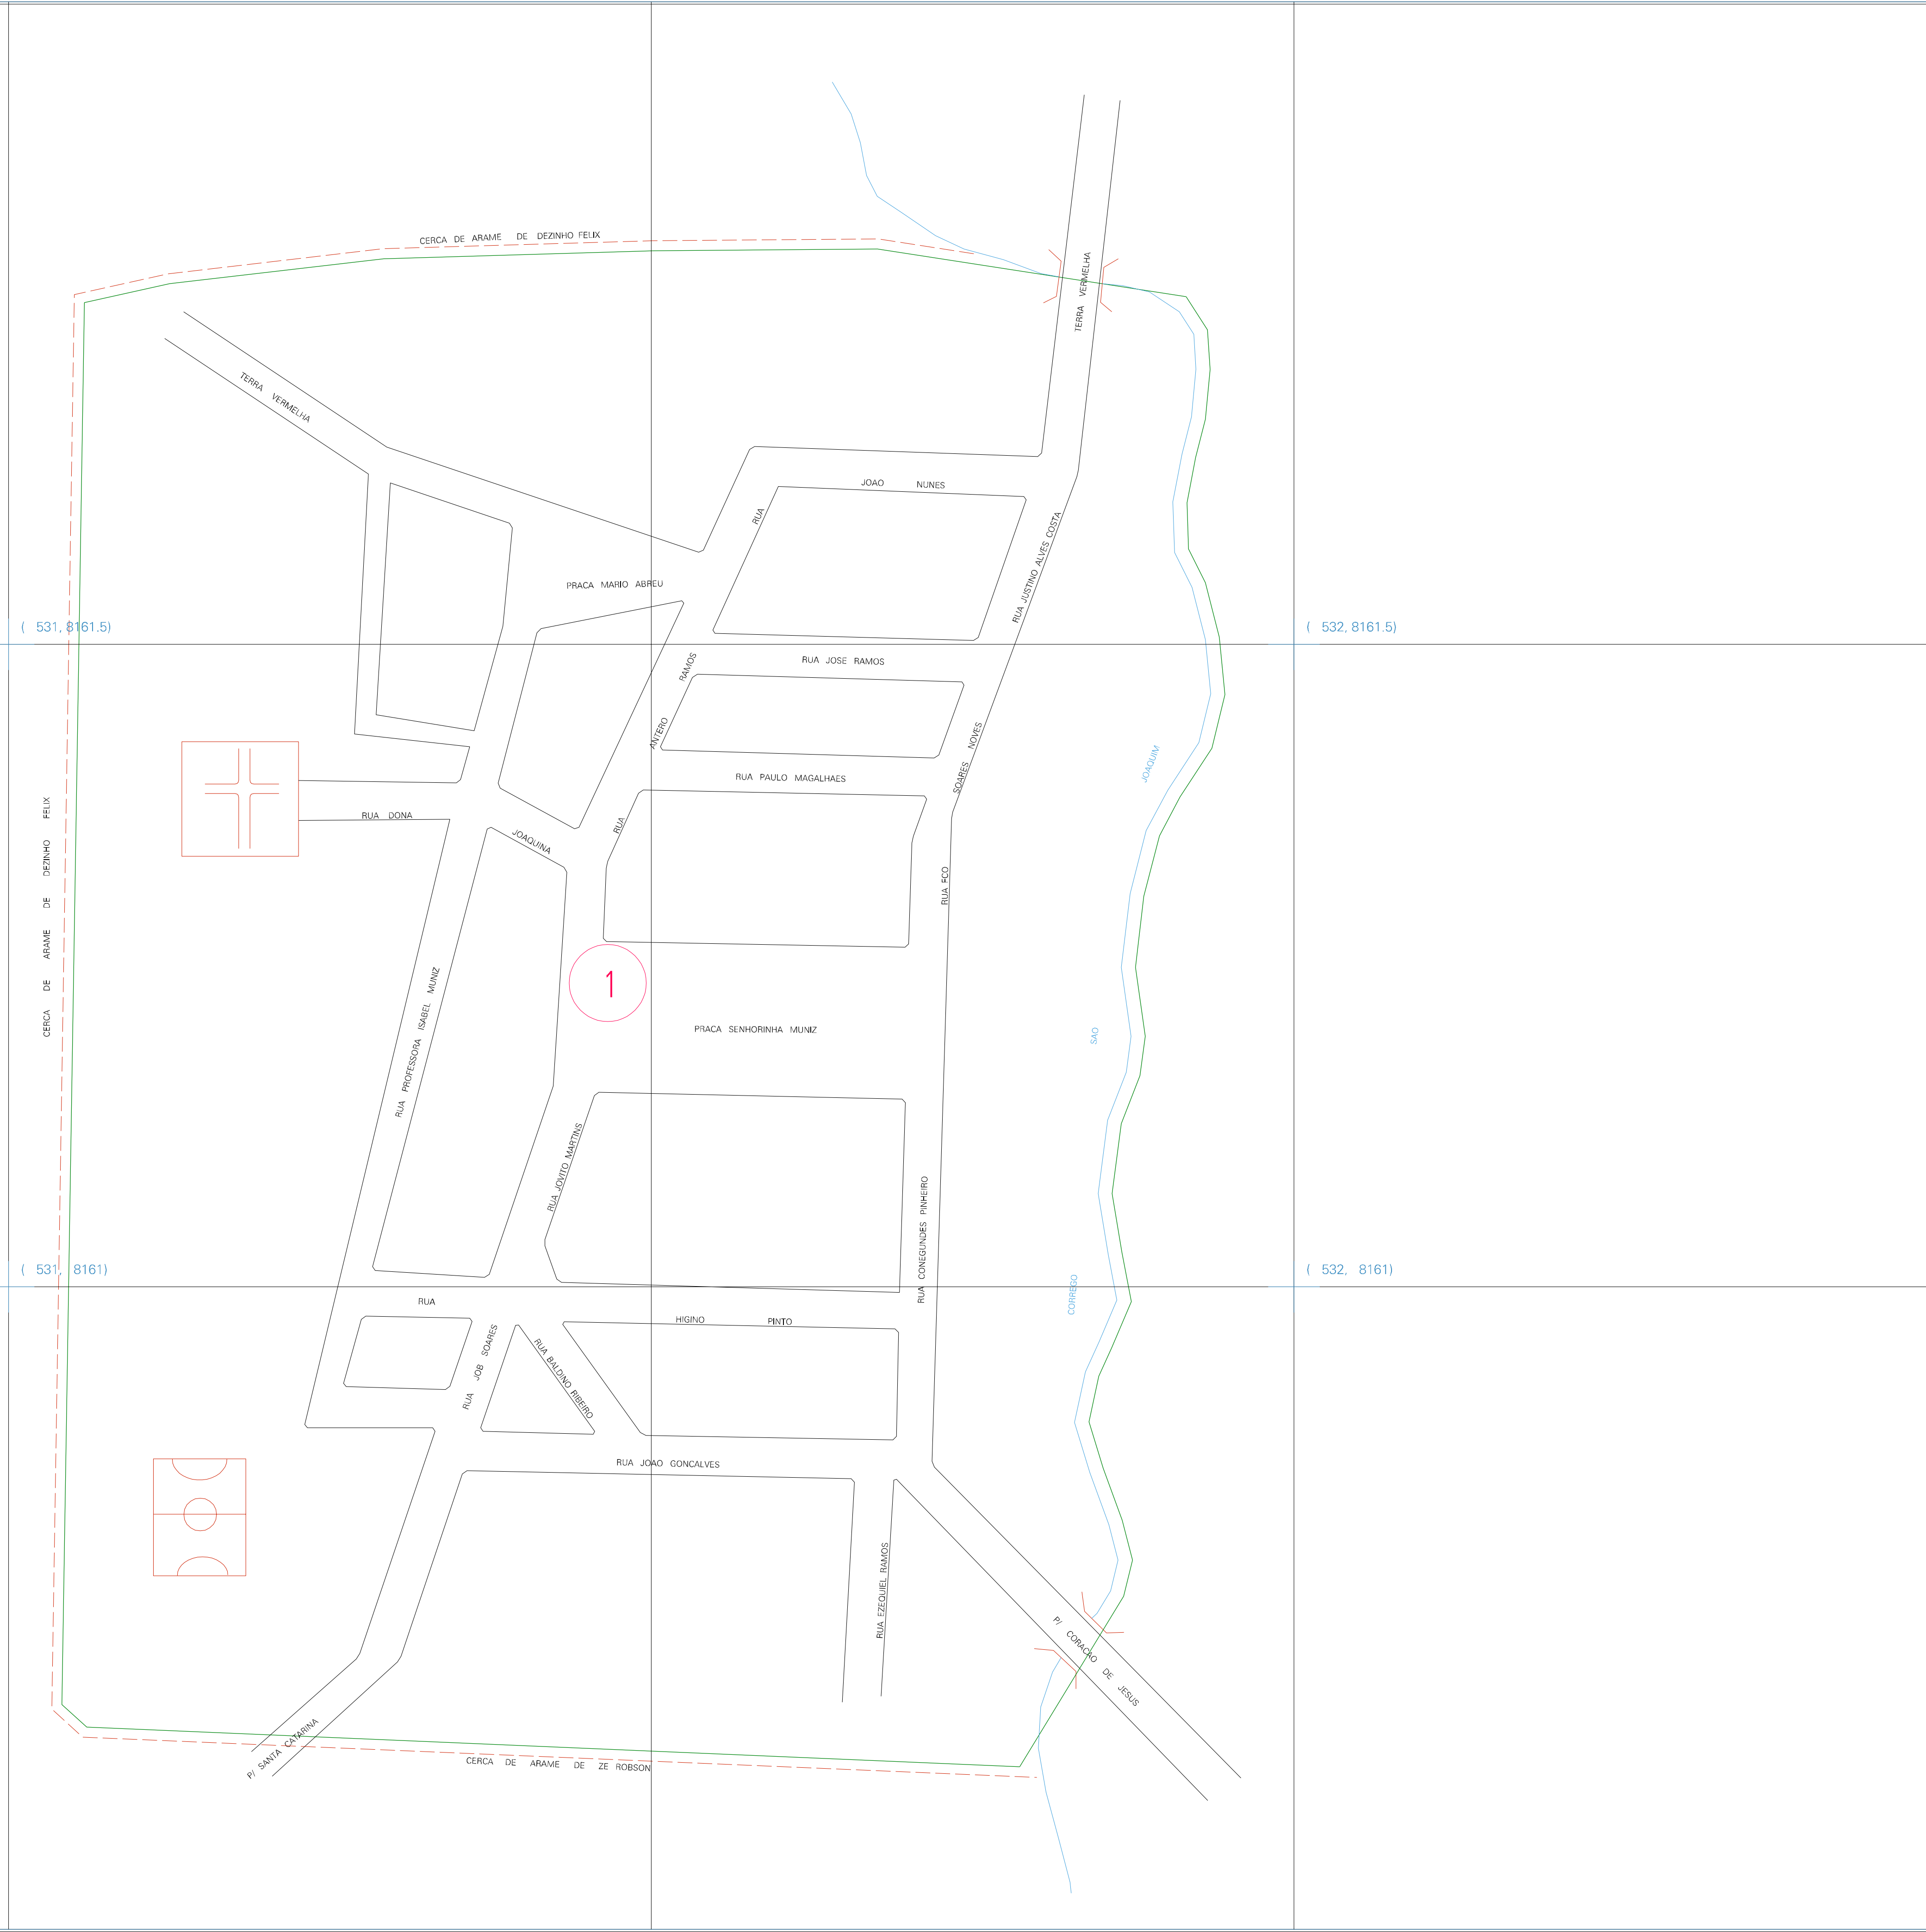 CERCA DE ARAME DE DEZINHO FELIX
TERRA VERMELHA
TERRA VERMELHA
JOAO NUNES
RUA
RUA JUSTINO ALVES COSTA
PRACA MARIO ABREU
( 531, 8161.5)
( 532, 8161.5)
RUA JOSE RAMOS
RUA ANTERO RAMOS
SOARES NOVES
JOAQUIM
RUA PAULO MAGALHAES
RUA DONA
JOAQUINA
CERCA DE ARAME DE DEZINHO FELIX
RUA FCO
1
RUA PROFESSORA ISABEL MUNIZ
PRACA SENHORINHA MUNIZ
SAO
RUA JOVITO MARTINS
RUA CONEGUNDES PINHEIRO
( 531, 8161)
( 532, 8161)
CORREGO
RUA HIGINO PINTO
RUA JOB SOARES
RUA BALDINO RIBEIRO
RUA JOAO GONCALVES
RUA EZEQUIEL RAMOS
P/ CORACAO DE JESUS
P/ SANTA CATARINA
CERCA DE ARAME DE ZE ROBSON